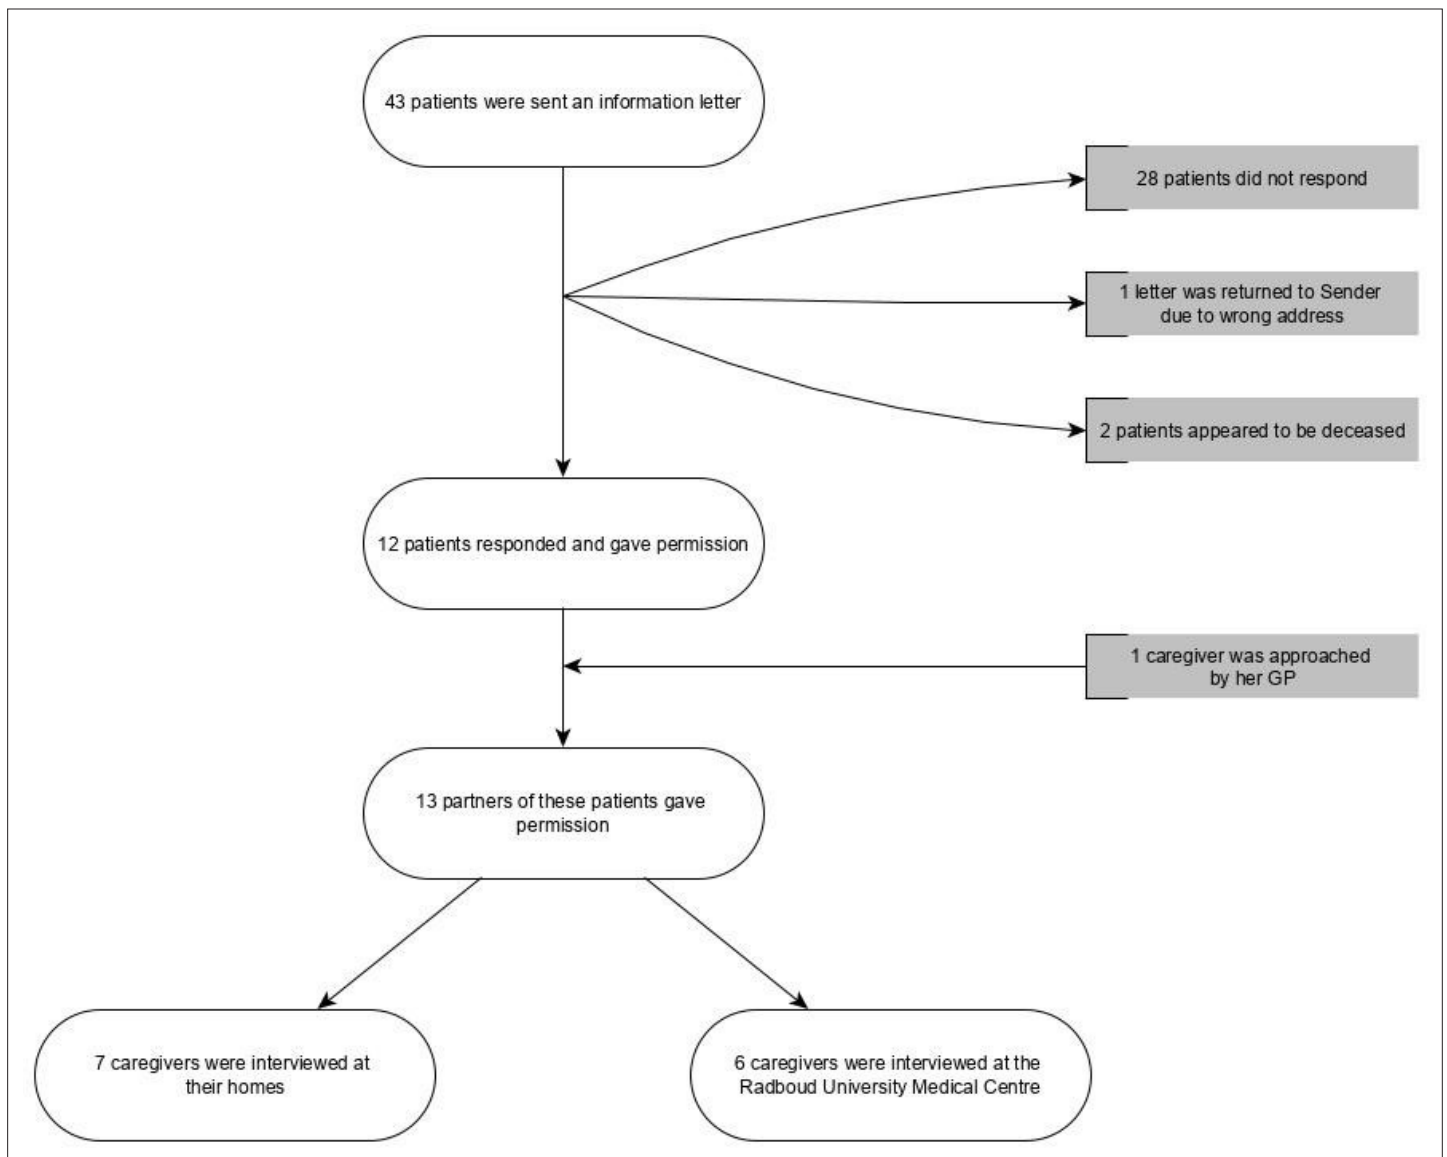 43 patients were sent an information letter
28 patients did not respond
1 letter was returned to Sender
due to wrong address
2 patients appeared to be deceased
12 patients responded and gave permission
1 caregiver was approached
by her GP
13 partners of these patients gave
permission
7 caregivers were interviewed at
their homes
6 caregivers were interviewed at the
Radboud University Medical Centre